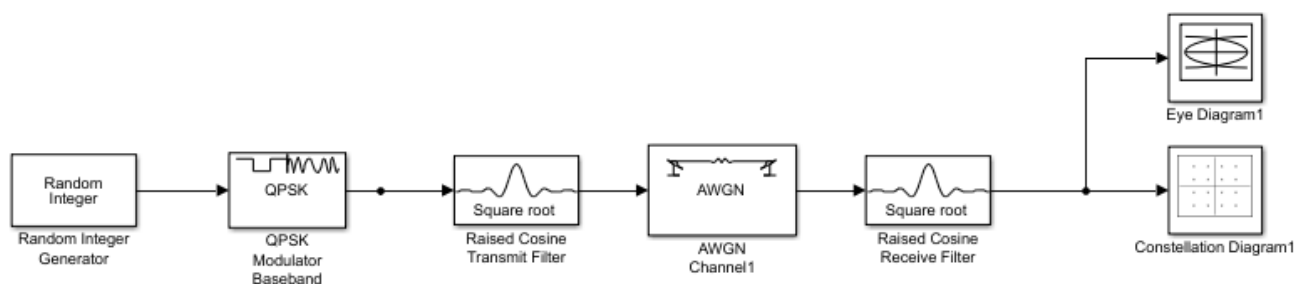 Random
Integer
Random Integer
Generator
QPSK
QPSK
Modulator
Baseband
Square root
Raised Cosine
Transmit Filter
AWGN
AWGN
Channel1
Square root
Raised Cosine
Receive Filter
Eye Diagram1
Constellation Diagram1